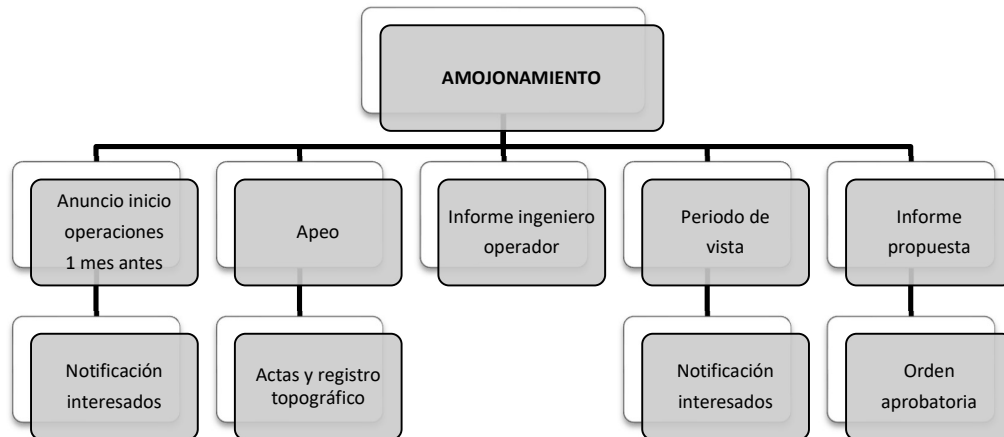 AMOJONAMIENTO
Anuncio inicio
operaciones
1 mes antes
Apeo
Informe ingeniero
operador
Periodo de
vista
Informe
propuesta
Notificación
interesados
Actas y registro
topográfico
Notificación
interesados
Orden
aprobatoria